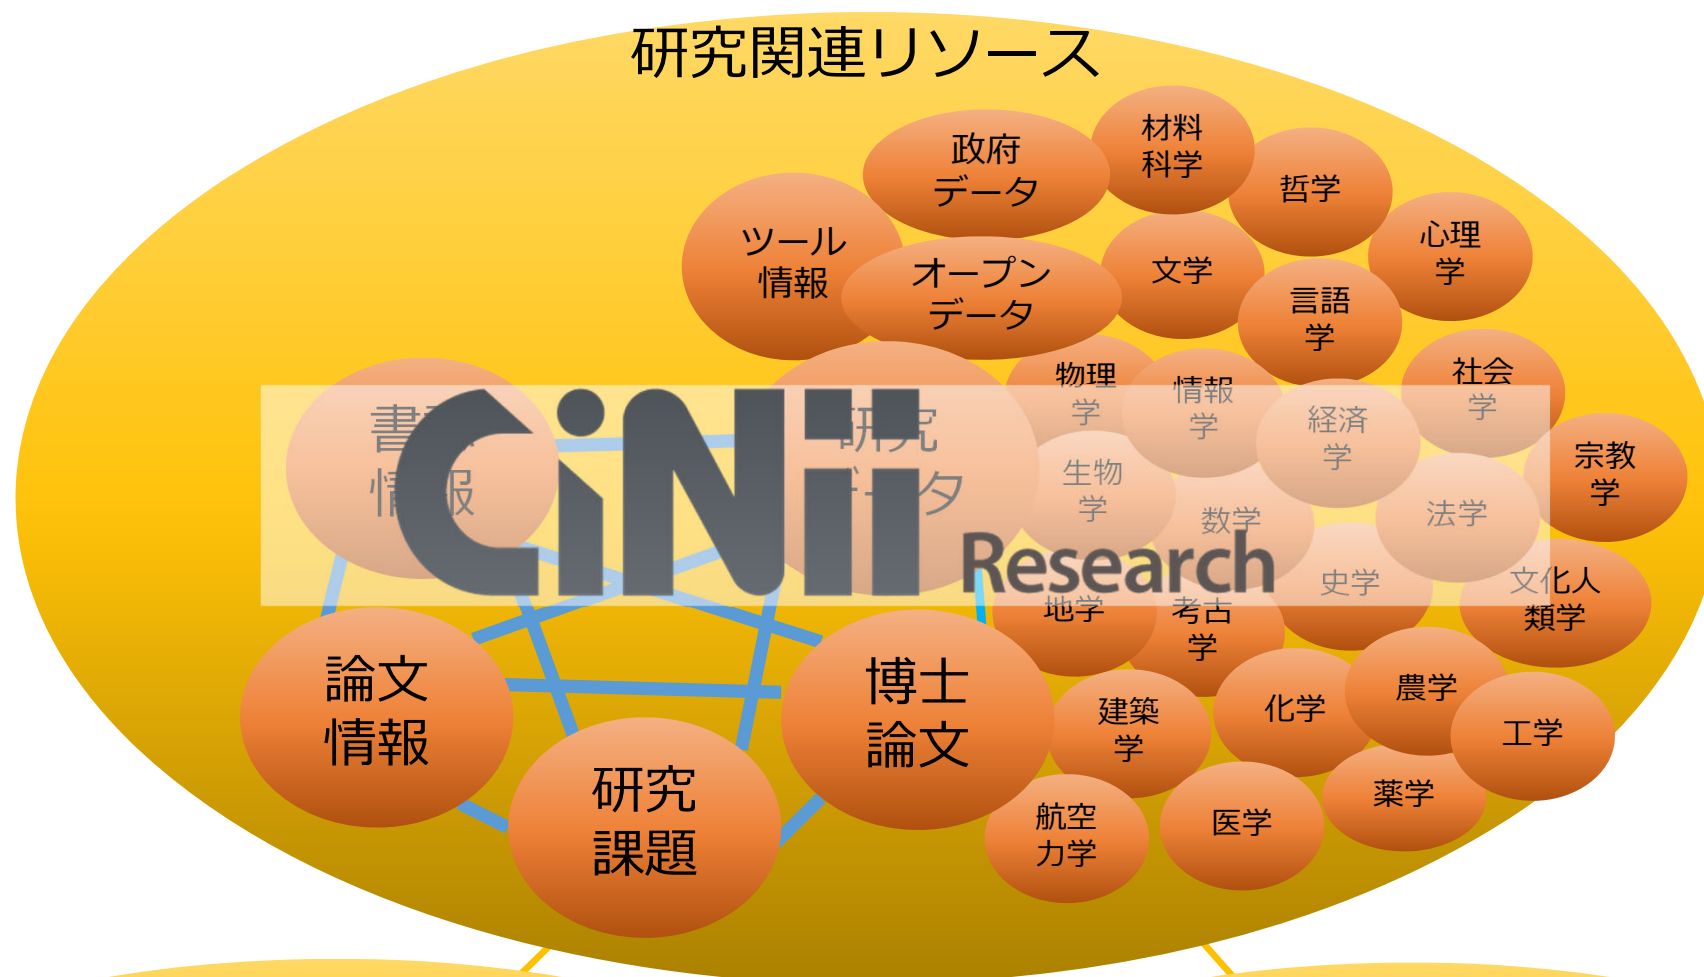 研究関連リソース
政府
データ
材料
科学
哲学
ツール
情報
オープン
データ
文学
心理
学
言語
学
物理
学
情報
学
社会
学
経済
学
宗教
学
情報
研究
データ
生物
学
数学
法学
CiNii
Research
地学
考古
学
史学
文化人
類学
論文
情報
博士
論文
建築
学
化学
農学
工学
研究
課題
航空
力学
医学
薬学